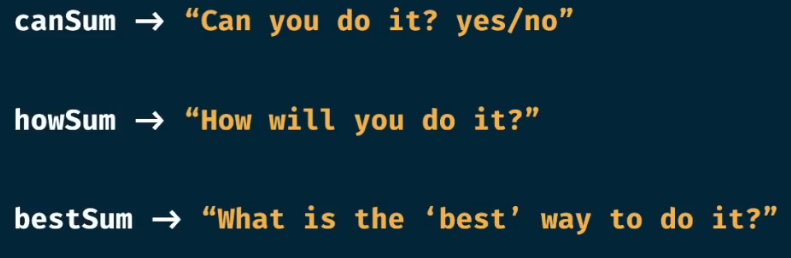 canSum → “Can you do it? yes/no”
howSum → “How will you do it?”
bestSum → “What is the ‘best’ way to do it?”